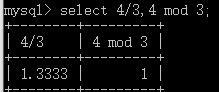 mysql> select 4/3,4 mod 3;
+--------+---------+
| 4/3    | 4 mod 3 |
+--------+---------+
| 1.3333 |       1 |
+--------+---------+